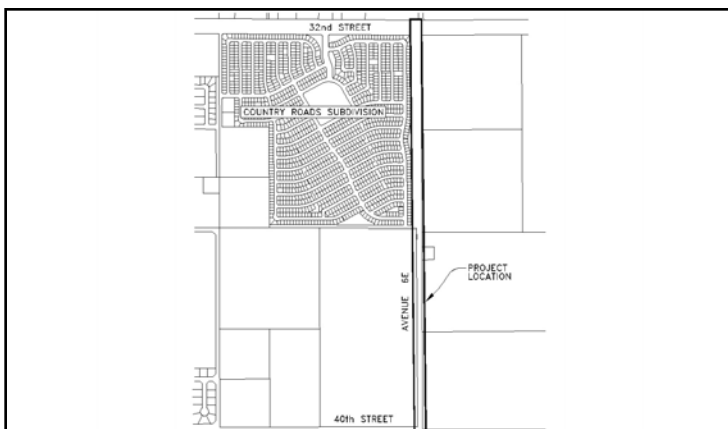 32nd STREET
COUNTRY ROADS SUBDIVISION
PROJECT
LOCATION
AVENUE 6E
40th STREET